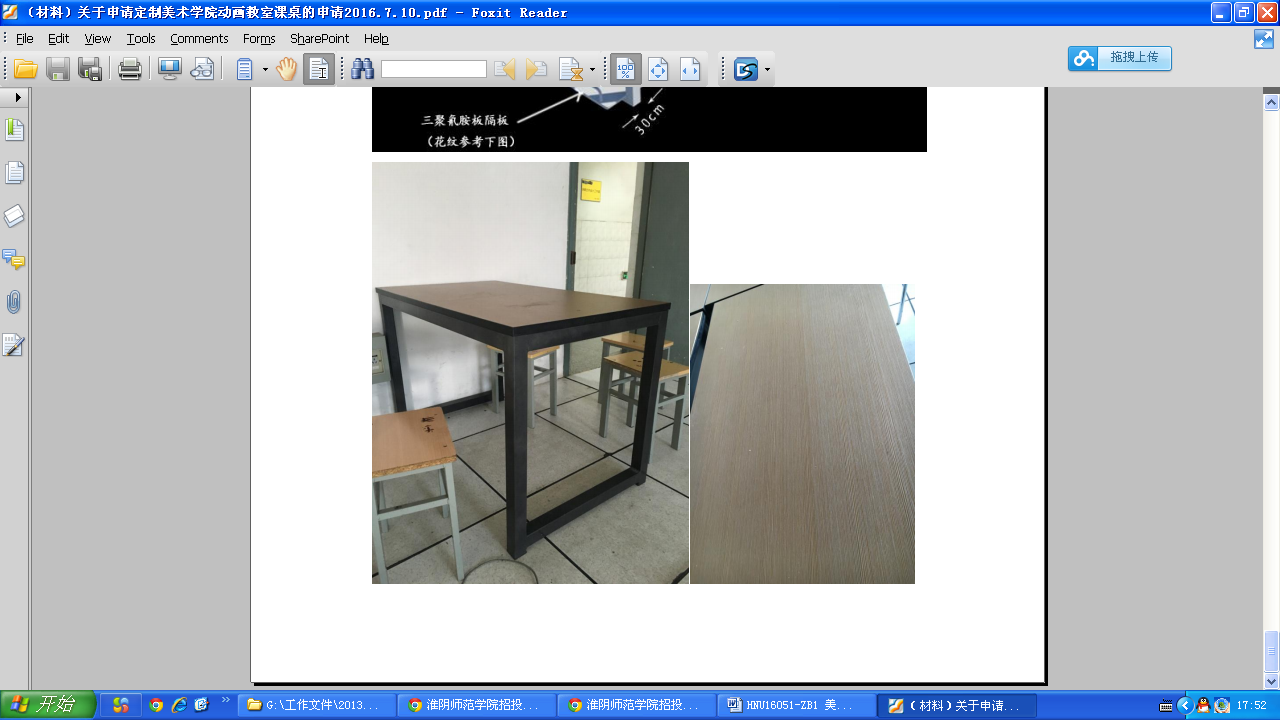 （材料）关于申请定制美术学院动画教室课桌的申请2016.7.10.pdf - Foxit Reader
File Edit View Tools Comments Forms SharePoint Help
拖拽上传
三聚氰胺板隔板
（花纹参考下图）
30cm
开始
G:\工作文件\2013...
淮阴师范学院招投...
淮阴师范学院招投...
HNU16051-ZB1 美...
（材料）关于申请...
17:52